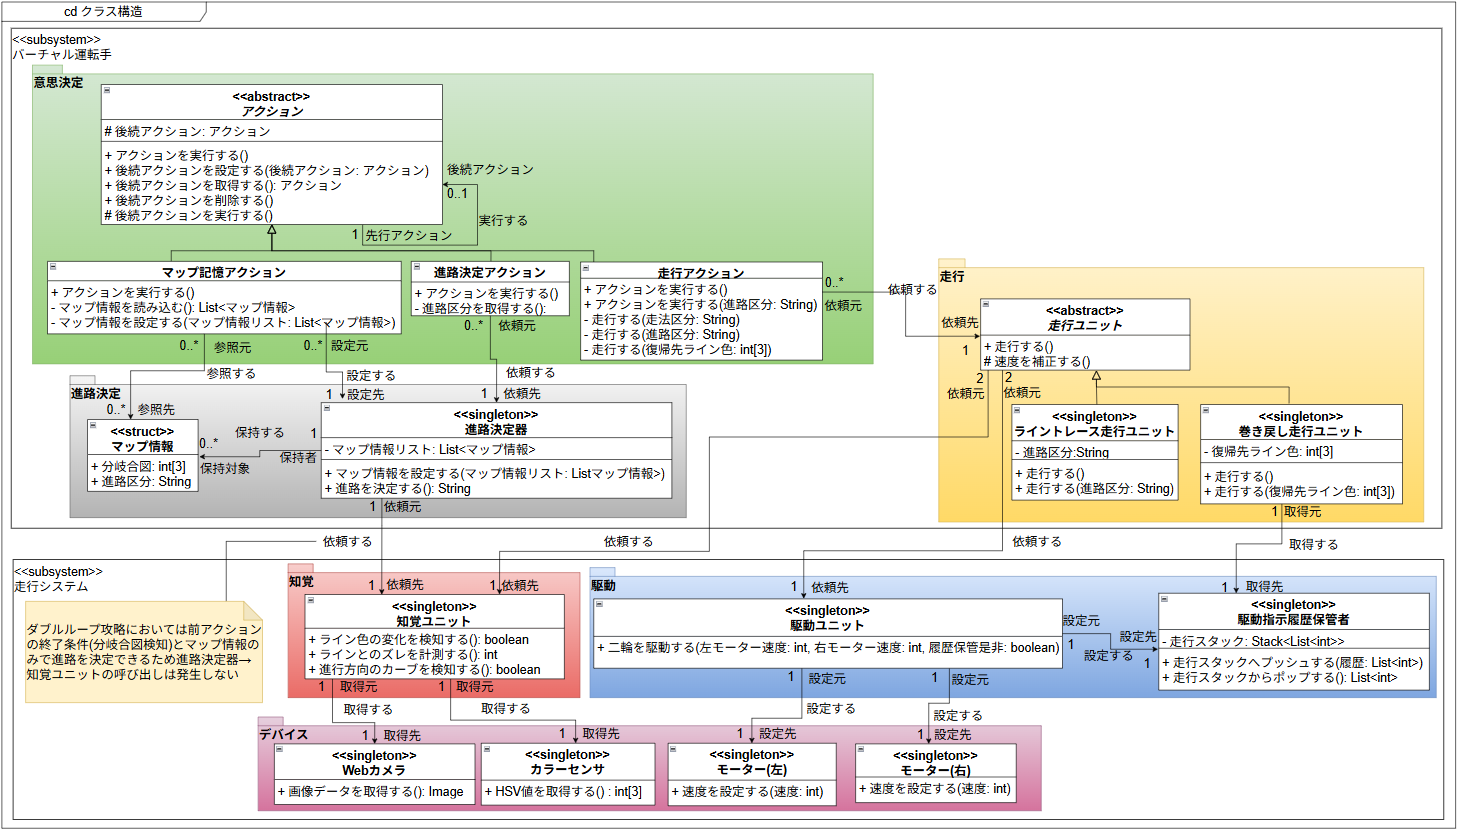 cd クラス構造
<<subsystem>>
バーチャル運転手
意思決定
<<abstract>>
アクション
# 後続アクション: アクション
+ アクションを実行する()
+ 後続アクションを設定する(後続アクション: アクション)
+ 後続アクションを取得する(): アクション
+ 後続アクションを削除する()
# 後続アクションを実行する()
後続アクション
0..1
実行する
1
先行アクション
マップ記憶アクション
+ アクションを実行する()
- マップ情報を読み込む(): List<マップ情報>
- マップ情報を設定する(マップ情報リスト: List<マップ情報>)
進路決定アクション
+ アクションを実行する()
- 進路区分を取得する():
走行アクション
+ アクションを実行する()
+ アクションを実行する(進路区分: String)
- 走行する(走法区分: String)
- 走行する(進路区分: String)
- 走行する(復帰先ライン色: int[3])
0..*
依頼元
依頼する
依頼先
1
0..*
参照元
参照する
0..*
参照先
0..*
設定元
設定する
1
設定先
0..*
依頼元
依頼する
1
依頼先
走行
<<abstract>>
走行ユニット
+ 走行する()
# 速度を補正する()
2
依頼元
2
依頼元
<<singleton>>
ライントレース走行ユニット
- 進路区分:String
+ 走行する()
+ 走行する(進路区分: String)
<<singleton>>
巻き戻し走行ユニット
- 復帰先ライン色: int[3]
+ 走行する()
+ 走行する(復帰先ライン色: int[3])
1
取得元
取得する
1
取得先
進路決定
<<struct>>
マップ情報
+ 分岐合図: int[3]
+ 進路区分: String
0..*
保持対象
保持する
1
保持者
<<singleton>>
進路決定器
- マップ情報リスト: List<マップ情報>
+ マップ情報を設定する(マップ情報リスト: Listマップ情報>)
+ 進路を決定する(): String
1
依頼元
依頼する
1
依頼先
依頼する
1
依頼先
依頼する
1
依頼先
<<subsystem>>
走行システム
ダブルループ攻略においては前アクション
の終了条件(分岐合図検知)とマップ情報の
みで進路を決定できるため進路決定器→
知覚ユニットの呼び出しは発生しない
知覚
<<singleton>>
知覚ユニット
+ ライン色の変化を検知する(): boolean
+ ラインとのズレを計測する(): int
+ 進行方向のカーブを検知する(): boolean
1
取得元
取得する
1
取得先
1
取得元
取得する
1
取得先
駆動
<<singleton>>
駆動ユニット
+ 二輪を駆動する(左モーター速度: int, 右モーター速度: int, 履歴保管是非: boolean)
設定元
1
設定する
設定先
1
<<singleton>>
駆動指示履歴保管者
- 走行スタック: Stack<List<int>>
+ 走行スタックへプッシュする(履歴: List<int>)
+ 走行スタックからポップする(): List<int>
1
設定元
設定する
1
設定先
1
設定元
設定する
1
設定先
デバイス
<<singleton>>
Webカメラ
+ 画像データを取得する(): Image
<<singleton>>
カラーセンサ
+ HSV値を取得する() : int[3]
<<singleton>>
モーター(左)
+ 速度を設定する(速度: int)
<<singleton>>
モーター(右)
+ 速度を設定する(速度: int)